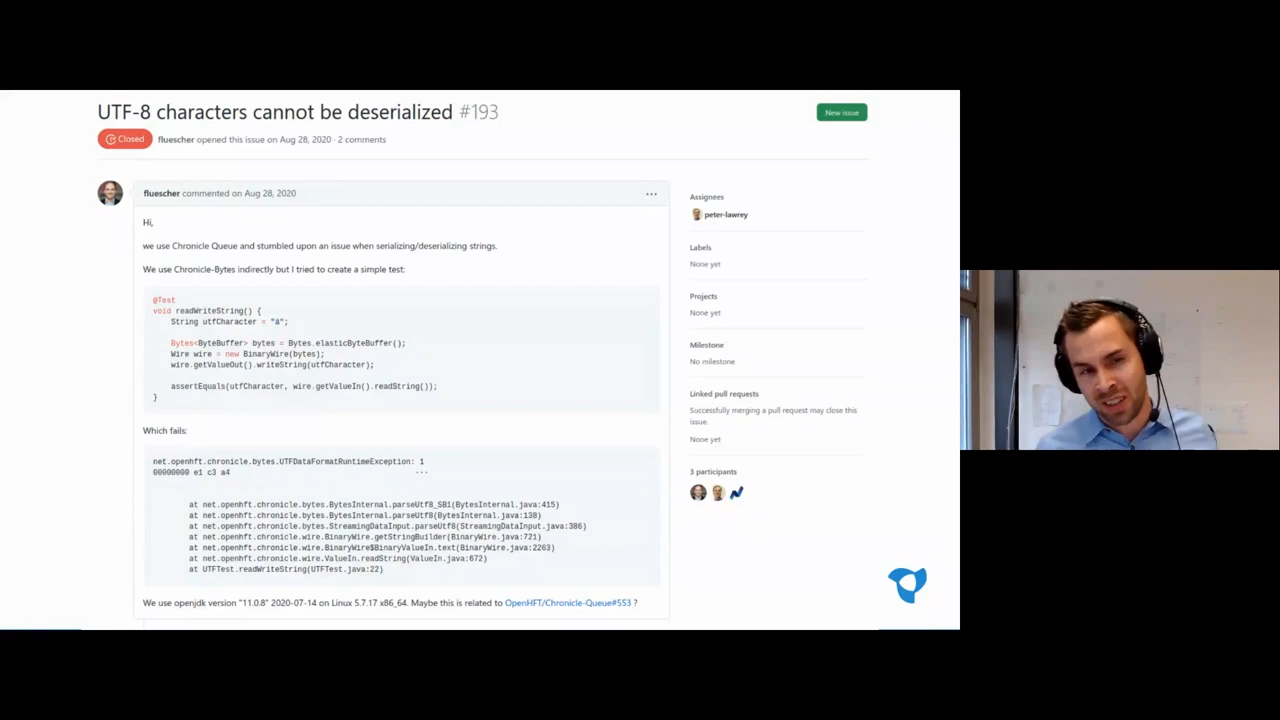 UTF-8 characters cannot be deserialized #193
New issue
Closed
fluescher opened this issue on Aug 28, 2020 · 2 comments
fluescher commented on Aug 28, 2020
Hi,
we use Chronicle Queue and stumbled upon an issue when serializing/deserializing strings.
We use Chronicle-Bytes indirectly but I tried to create a simple test:
@Test
void readWriteString() {
String utfCharacter = "ä";
Bytes<ByteBuffer> bytes = Bytes.elasticByteBuffer();
Wire wire = new BinaryWire(bytes);
wire.getValueOut().writeString(utfCharacter);
assertEquals(utfCharacter, wire.getValueIn().readString());
}
Which fails:
net.openhft.chronicle.bytes.UTFDataFormatRuntimeException: 1
00000000 e1 c3 a4 ···
at net.openhft.chronicle.bytes.BytesInternal.parseUtf8_SB1(BytesInternal.java:415)
at net.openhft.chronicle.bytes.BytesInternal.parseUtf8(BytesInternal.java:138)
at net.openhft.chronicle.bytes.StreamingDataInput.parseUtf8(StreamingDataInput.java:386)
at net.openhft.chronicle.wire.BinaryWire.getStringBuilder(BinaryWire.java:721)
at net.openhft.chronicle.wire.BinaryWire$BinaryValueIn.text(BinaryWire.java:2263)
at net.openhft.chronicle.wire.ValueIn.readString(ValueIn.java:672)
at UTFTest.readWriteString(UTFTest.java:22)
We use openjdk version "11.0.8" 2020-07-14 on Linux 5.7.17 x86_64. Maybe this is related to OpenHFT/Chronicle-Queue#553 ?
Assignees
peter-lawrey
Labels
None yet
Projects
None yet
Milestone
No milestone
Linked pull requests
Successfully merging a pull request may close this
issue.
None yet
3 participants